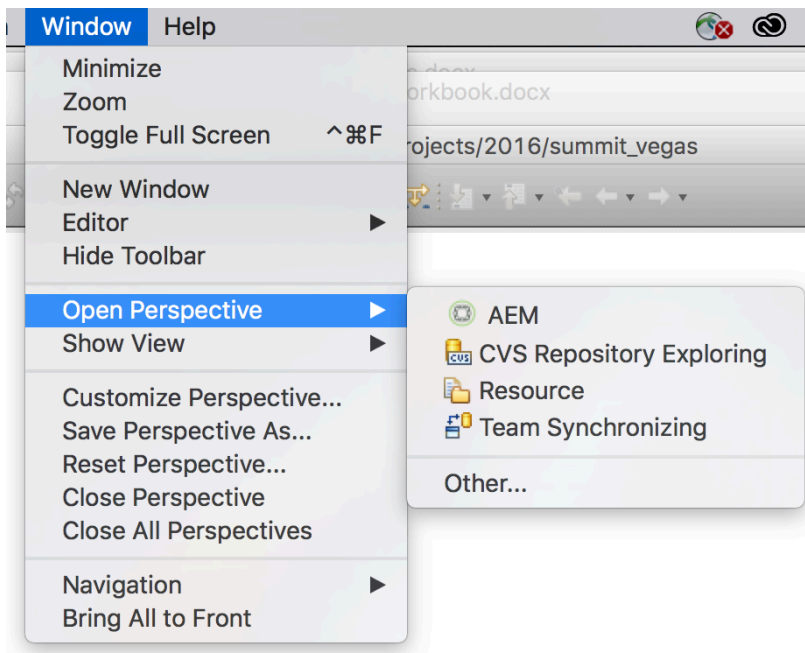 Window Help
Minimize
orkbook.docx
Zoom
Toggle Full Screen ^⌘F
rojects/2016/summit_vegas
New Window
Editor
Hide Toolbar
Open Perspective
AEM
Show View
CVS Repository Exploring
Customize Perspective...
Resource
Save Perspective As...
Team Synchronizing
Reset Perspective...
Other...
Close Perspective
Close All Perspectives
Navigation
Bring All to Front